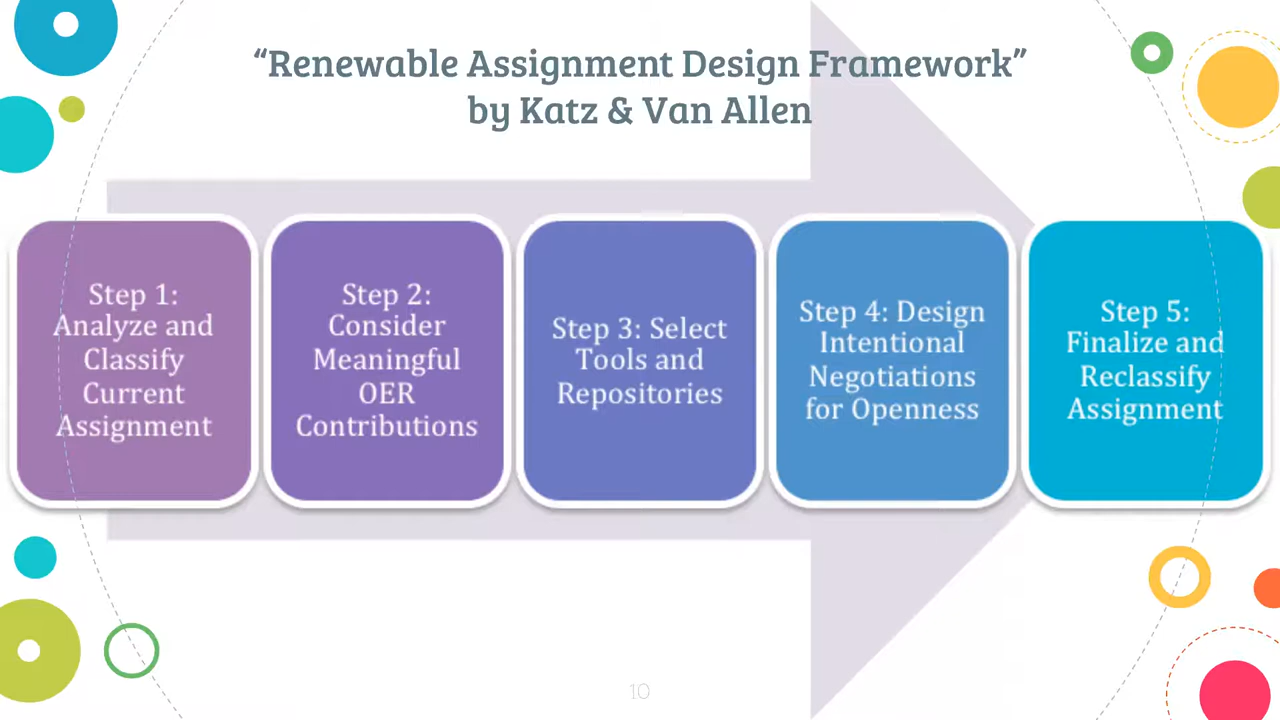 “Renewable Assignment Design Framework”
by Katz & Van Allen
Step 1:
Analyze and
Classify
Current
Assignment
Step 2:
Consider
Meaningful
OER
Contributions
Step 3: Select
Tools and
Repositories
Step 4: Design
Intentional
Negotiations
for Openness
Step 5:
Finalize and
Reclassify
Assignment
10